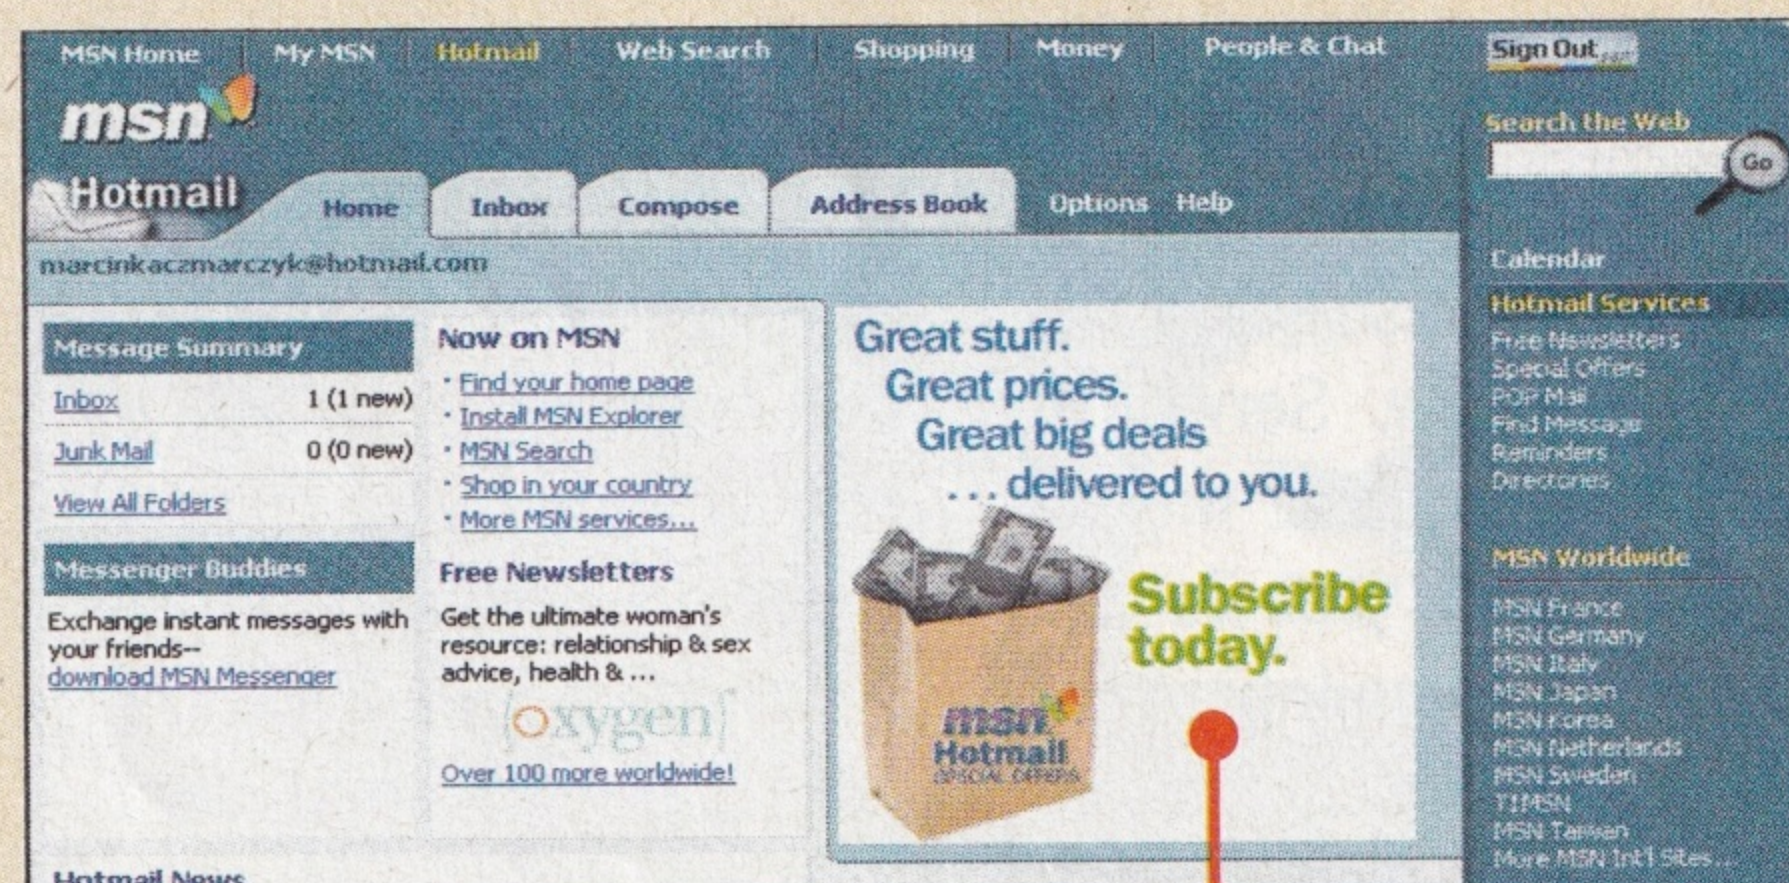 MSN Home My MSN Hotmail Web Search Shopping Money People & Chat Sign Out
msn
Search the Web
Go
Hotmail
Home Inbox Compose Address Book Options Help
marcinkaczmarczyk@hotmail.com
Message Summary
Inbox 1 (1 new)
Junk Mail 0 (0 new)
View All Folders
Messenger Buddies
Exchange instant messages with
your friends--
download MSN Messenger
Now on MSN
· Find your home page
· Install MSN Explorer
· MSN Search
· Shop in your country
· More MSN services...
Free Newsletters
Get the ultimate woman's
resource: relationship & sex
advice, health & ...
oxygen
Over 100 more worldwide!
Great stuff.
Great prices.
Great big deals
... delivered to you.
Subscribe
today.
msn
Hotmail
SPECIAL OFFERS
Calendar
Hotmail Services
Free Newsletters
Special Offers
POP Mail
Find Message
Reminders
Directories
MSN Worldwide
MSN France
MSN Germany
MSN Italy
MSN Japan
MSN Korea
MSN Netherlands
MSN Sweden
T1MSN
MSN Taiwan
More MSN Int'l Sites...
Hotmail News